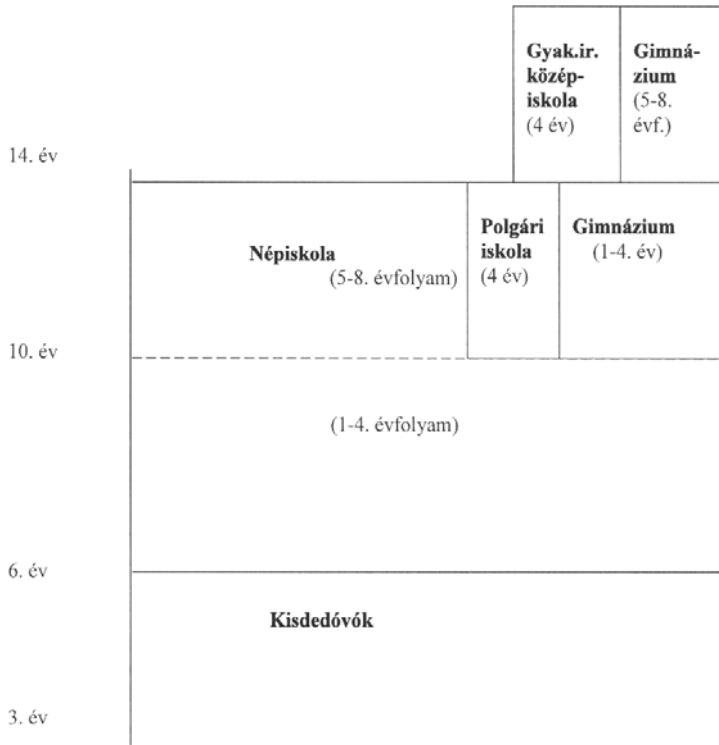 Gyak.ir.
közép-
iskola
(4 év)
Gimná-
zium
(5-8.
évf.)
14. év
Népiskola
(5-8. évfolyam)
Polgári
iskola
(4 év)
Gimnázium
(1-4. év)
10. év
(1-4. évfolyam)
6. év
Kisdedóvók
3. év